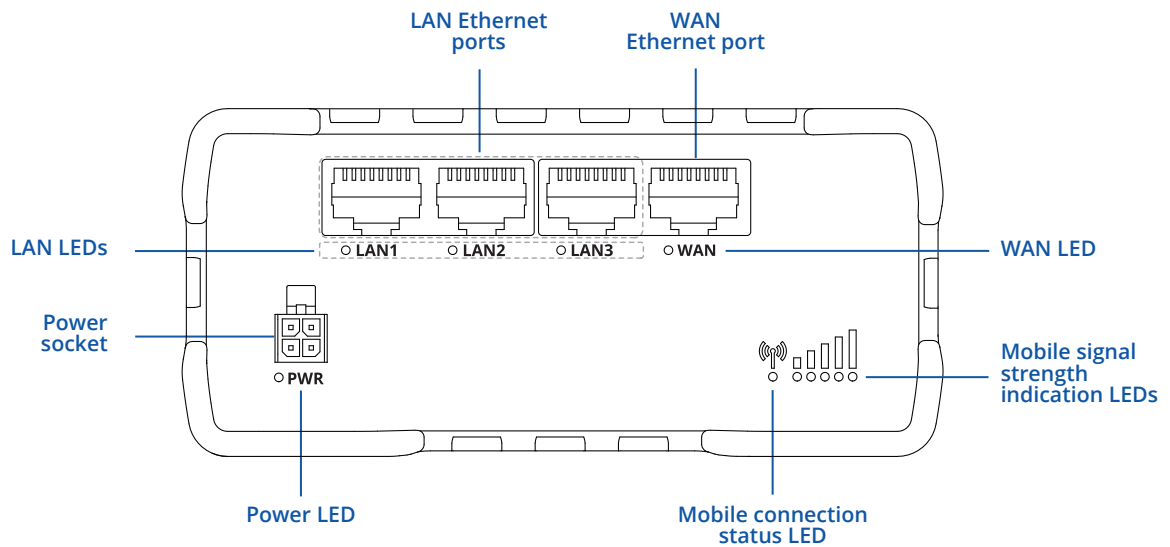 LAN Ethernet
ports
WAN
Ethernet port
LAN LEDs
LAN1
LAN2
LAN3
WAN
WAN LED
Power
socket
PWR
Mobile signal
strength
indication LEDs
Power LED
Mobile connection
status LED